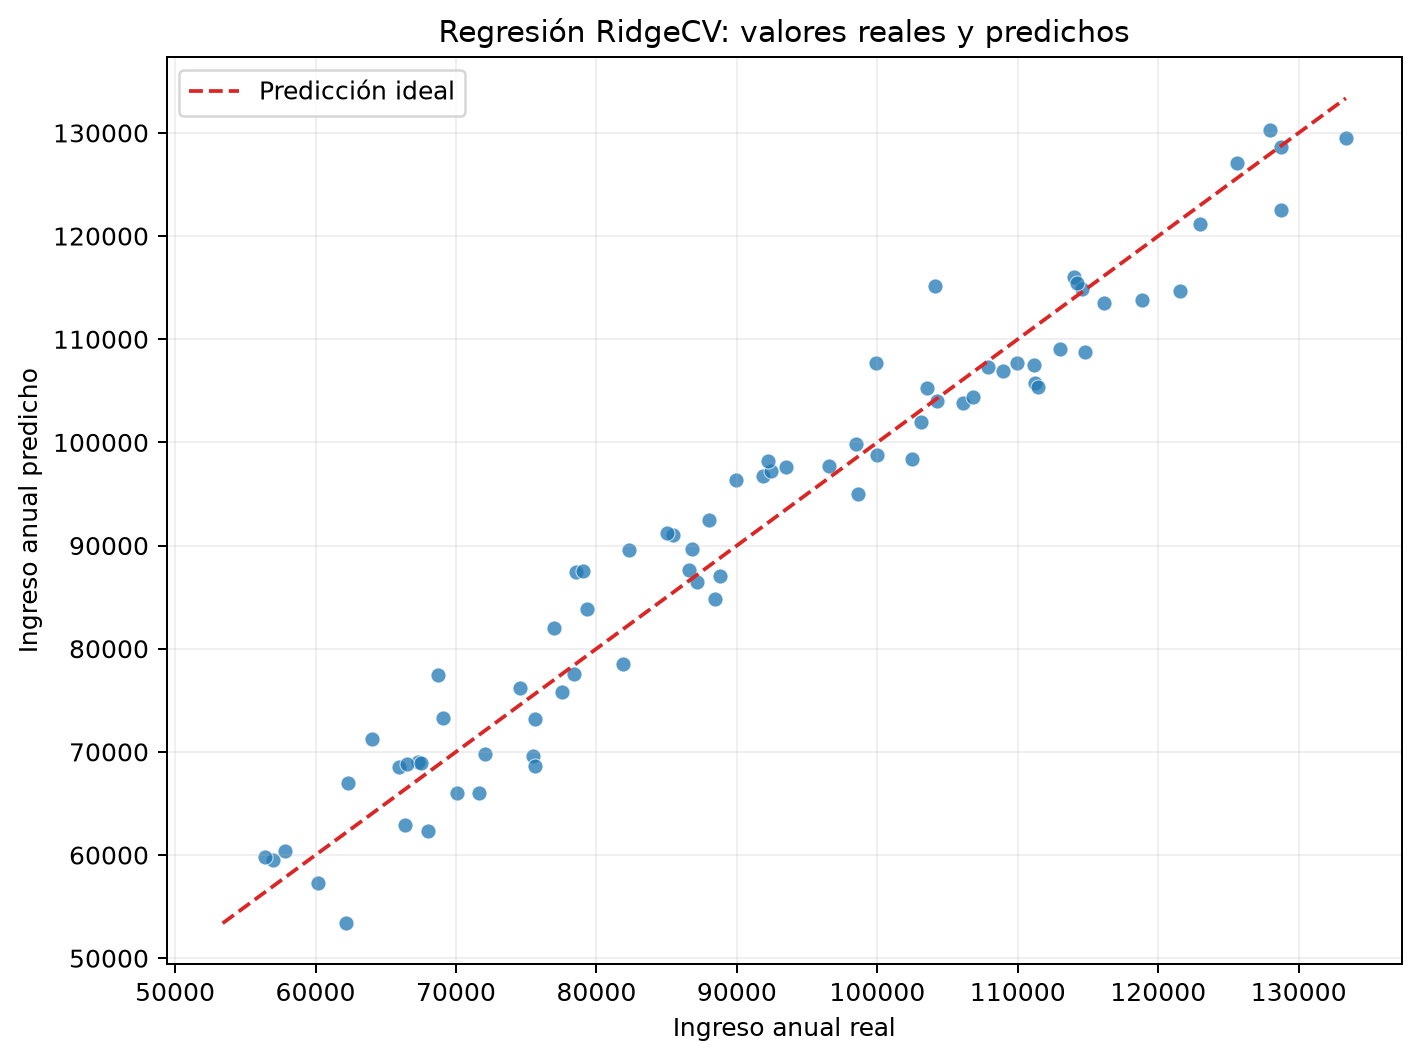 Regresión RidgeCV: valores reales y predichos
Predicción ideal
Ingreso anual predicho
130000
120000
110000
100000
90000
80000
70000
60000
50000
50000 60000 70000 80000 90000 100000 110000 120000 130000
Ingreso anual real